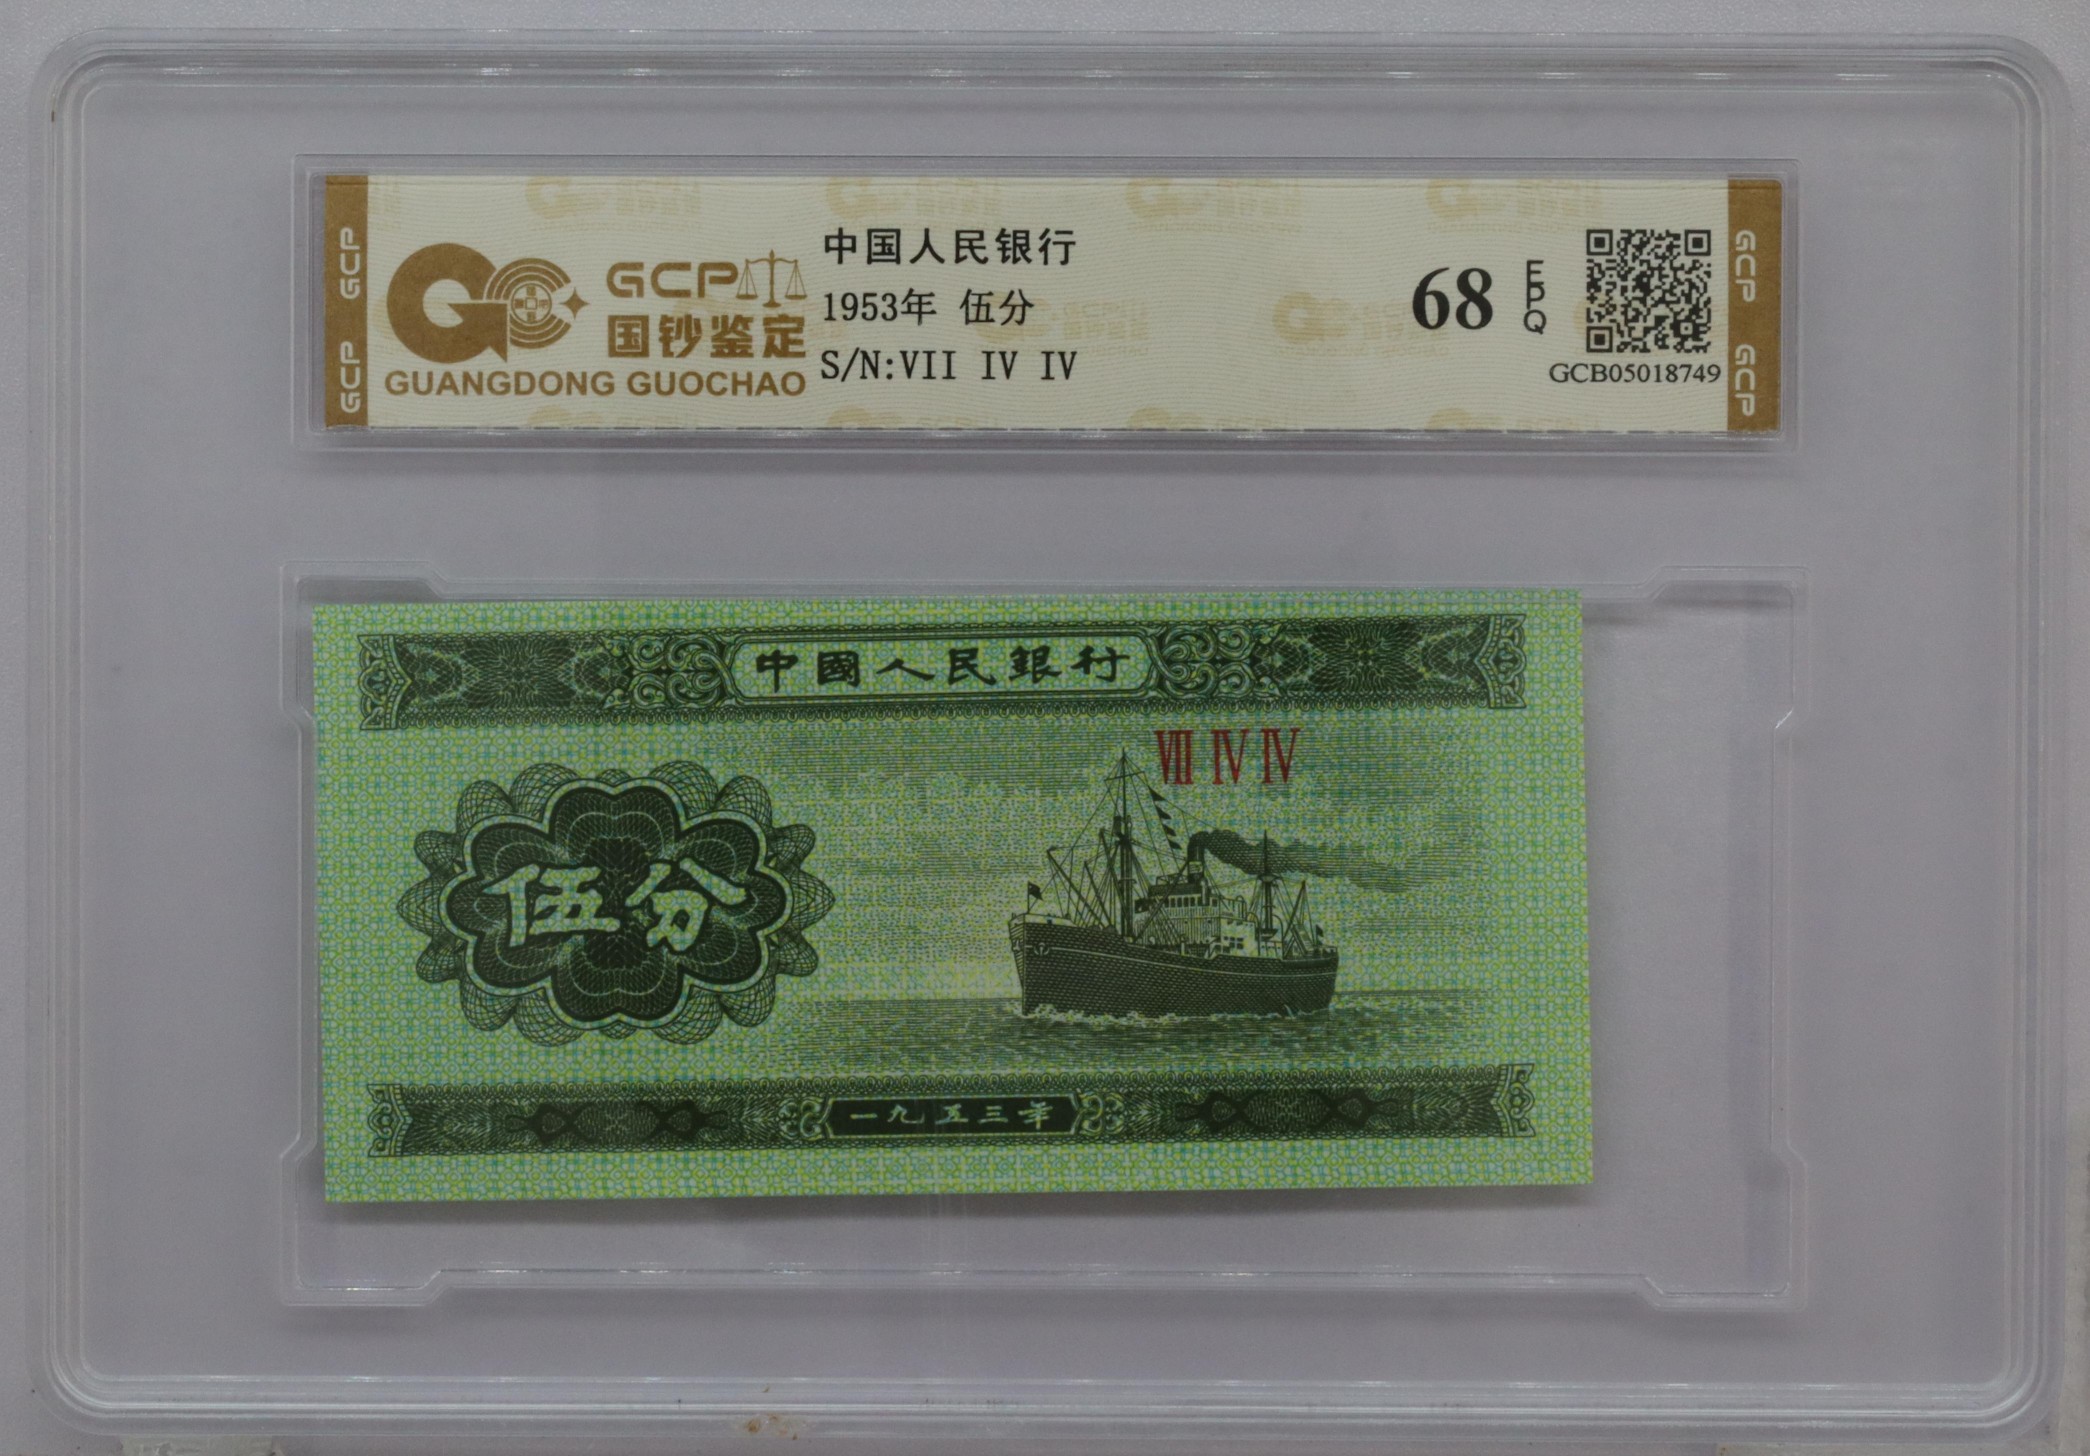 GCP
GCP
GCP
国钞鉴定
GUANGDONG GUOCHAO
中国人民银行
1953年 伍分
S/N:VII IV IV
68
EPQ
GCB05018749
GCP
GCP
中國人民銀行
VII IV IV
伍分
一九五三年